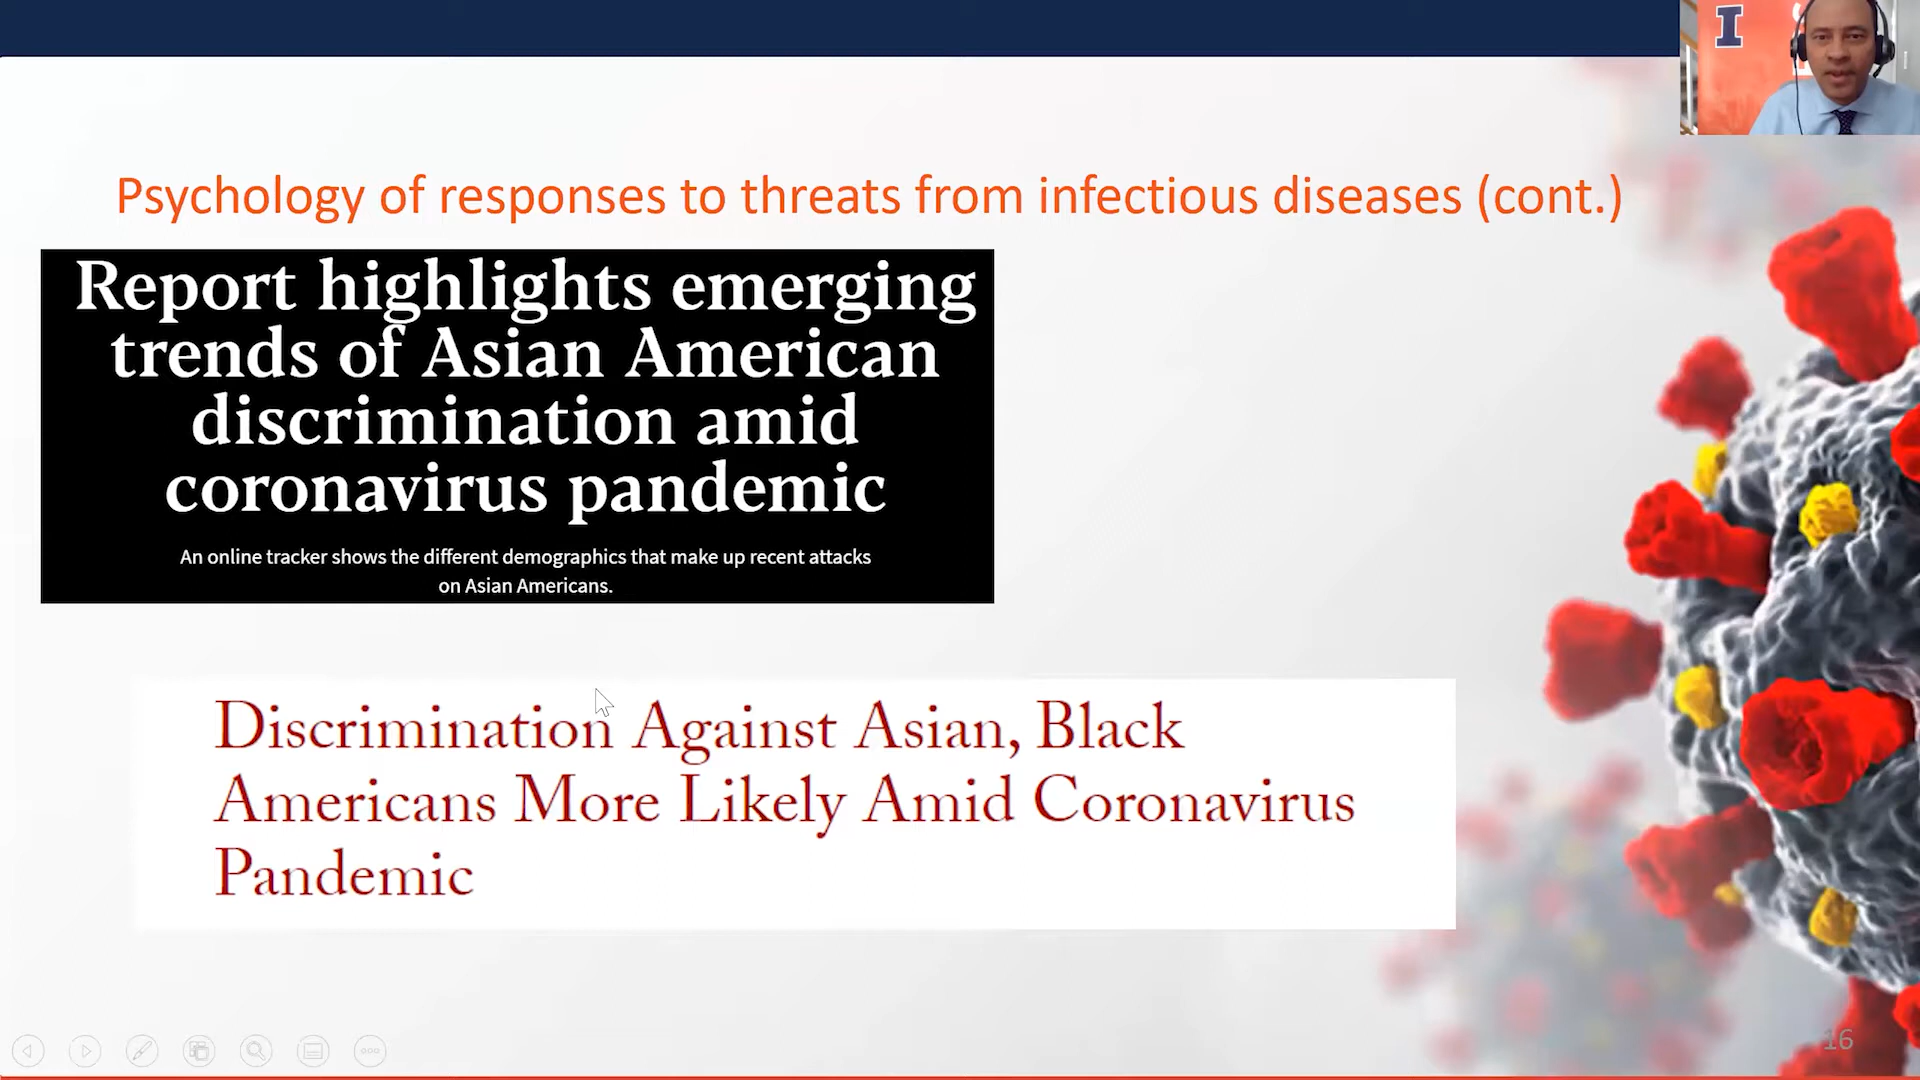 I
Psychology of responses to threats from infectious diseases (cont.)
Report highlights emerging
trends of Asian American
discrimination amid
coronavirus pandemic
An online tracker shows the different demographics that make up recent attacks
on Asian Americans.
Discrimination Against Asian, Black
Americans More Likely Amid Coronavirus
Pandemic
16